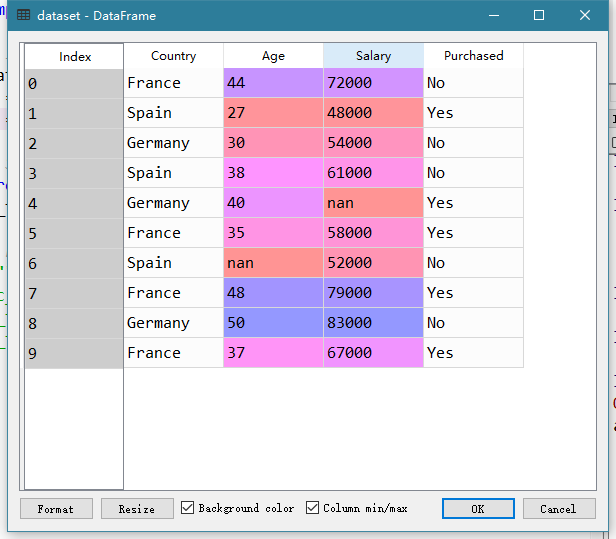 dataset - DataFrame
Index Country Age Salary Purchased
0 France 44 72000 No
1 Spain 27 48000 Yes
2 Germany 30 54000 No
3 Spain 38 61000 No
4 Germany 40 nan Yes
5 France 35 58000 Yes
6 Spain nan 52000 No
7 France 48 79000 Yes
8 Germany 50 83000 No
9 France 37 67000 Yes
Format Resize Background color Column min/max OK Cancel